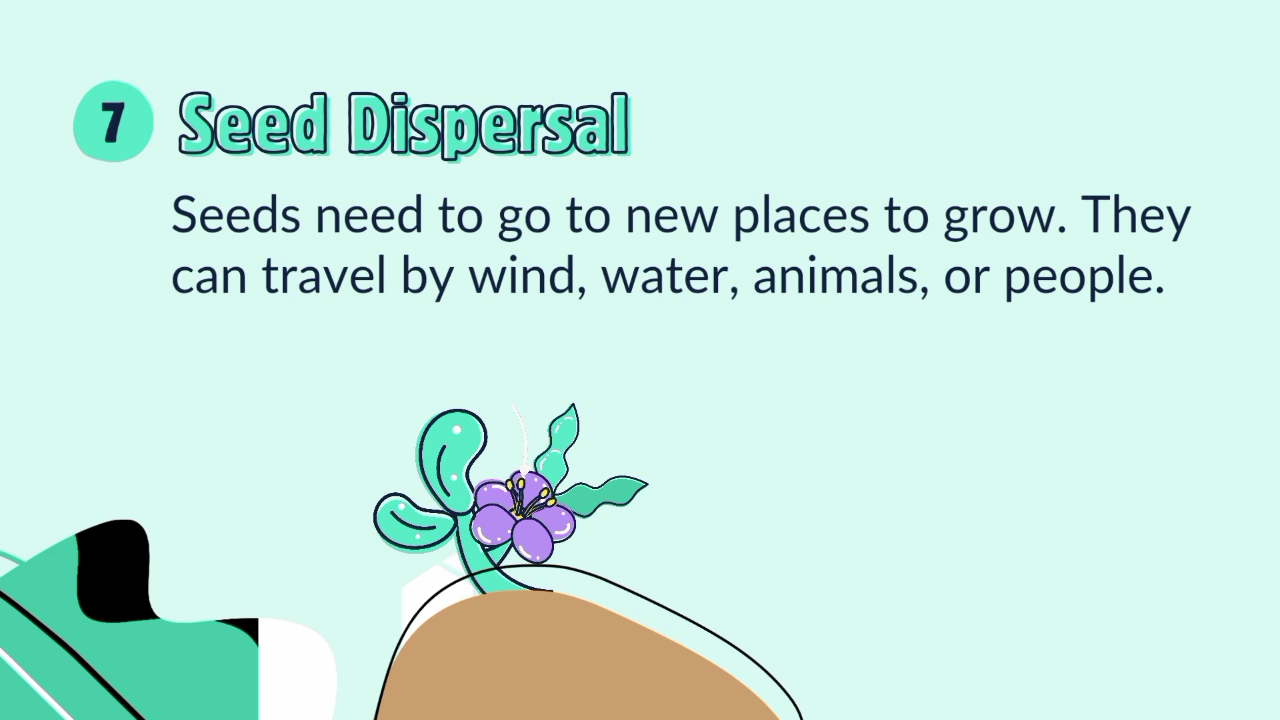 7 Seed Dispersal
Seeds need to go to new places to grow. They
can travel by wind, water, animals, or people.